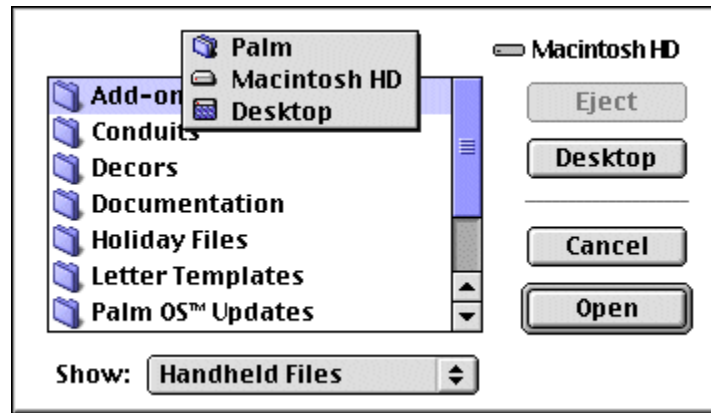 Palm
Macintosh HD
Desktop
Macintosh HD
Add-on
Conduits
Decors
Documentation
Holiday Files
Letter Templates
Palm OS™ Updates
Eject
Desktop
Cancel
Open
Show: Handheld Files